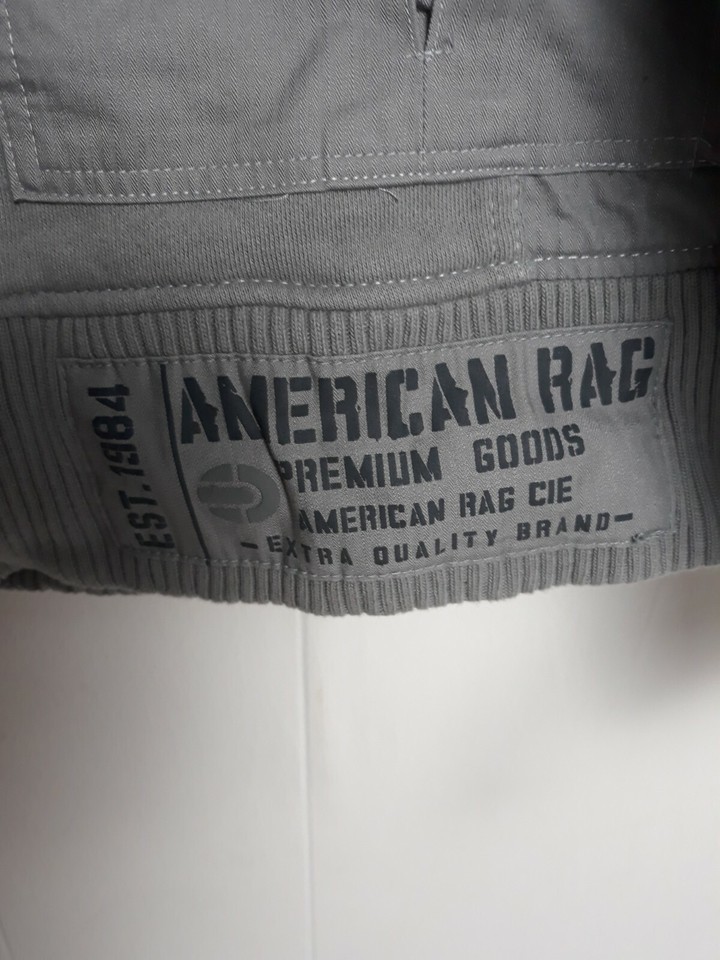 EST. 1984
AMERICAN RAG
PREMIUM GOODS
AMERICAN RAG CIE
- EXTRA QUALITY BRAND -